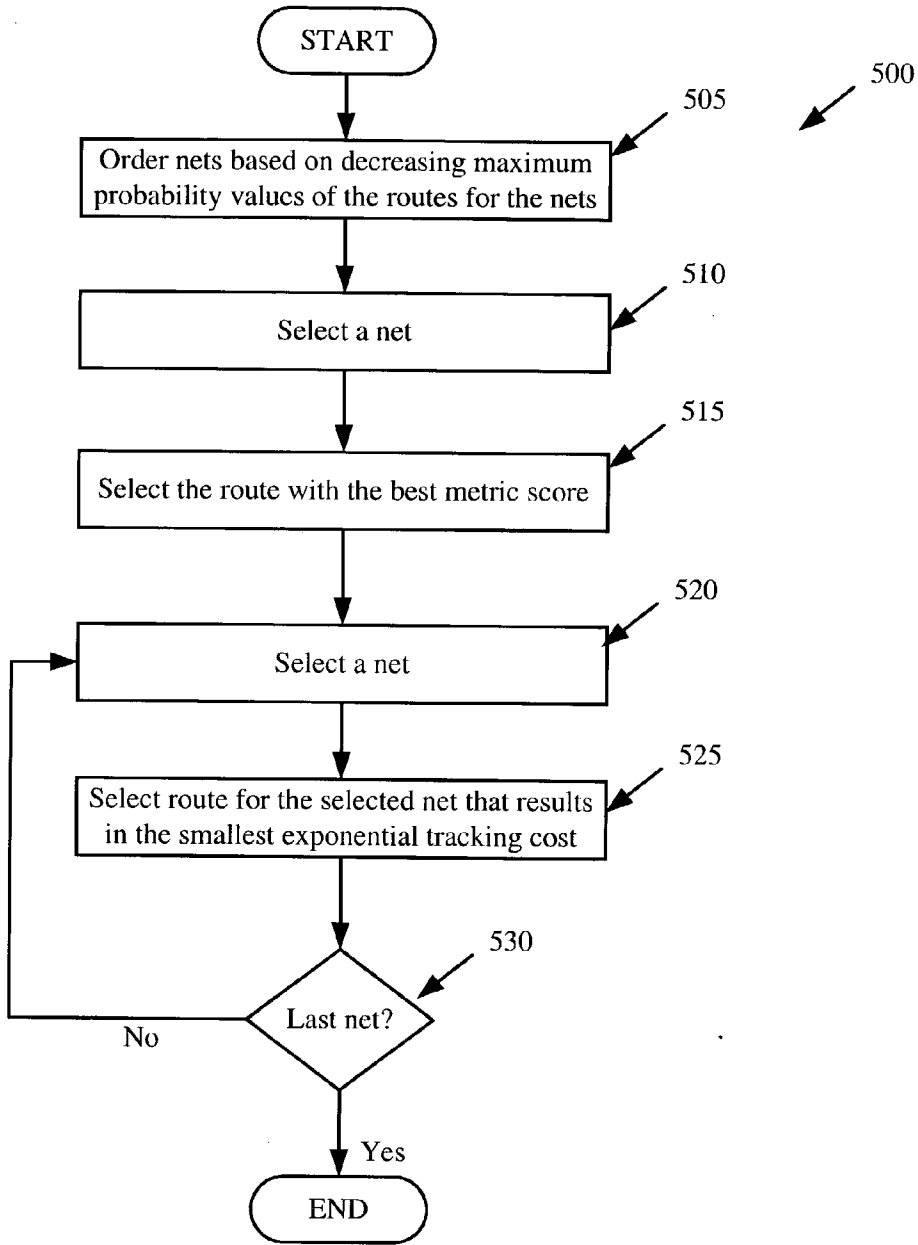 START
500
505
Order nets based on decreasing maximum
probability values of the routes for the nets
510
Select a net
515
Select the route with the best metric score
520
Select a net
525
Select route for the selected net that results
in the smallest exponential tracking cost
530
Last net?
No
Yes
END